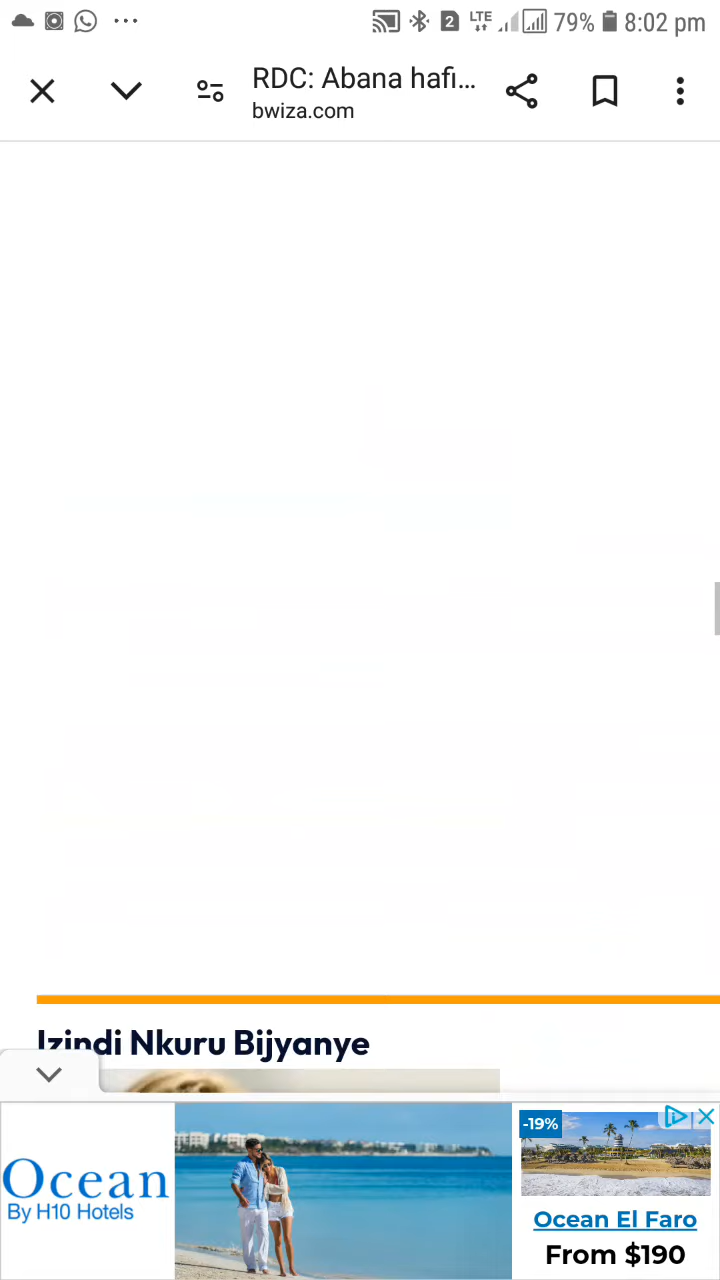 2 LTE 79% 8:02 pm
RDC: Abana hafi...
bwiza.com
Izindi Nkuru Bijyanye
Ocean
By H10 Hotels
-19%
Ocean El Faro
From $190